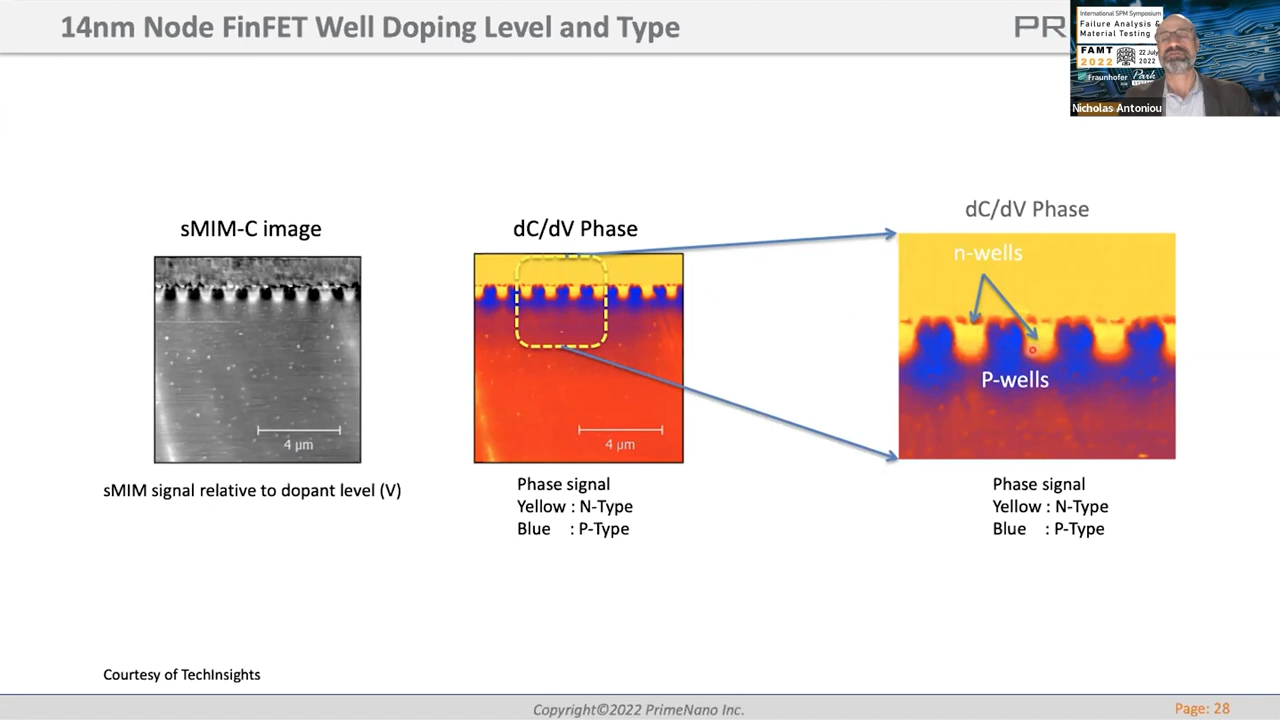 14nm Node FinFET Well Doping Level and Type
PR
International SPM Symposium
Failure Analysis &
Material Testing
FAMT
2022
22 July
2022
Fraunhofer
Park
Nicholas Antoniou
sMIM-C image
dC/dV Phase
dC/dV Phase
n-wells
P-wells
4 μm
4 μm
sMIM signal relative to dopant level (V)
Phase signal
Yellow : N-Type
Blue : P-Type
Phase signal
Yellow : N-Type
Blue : P-Type
Courtesy of TechInsights
Copyright©2022 PrimeNano Inc.
Page: 28